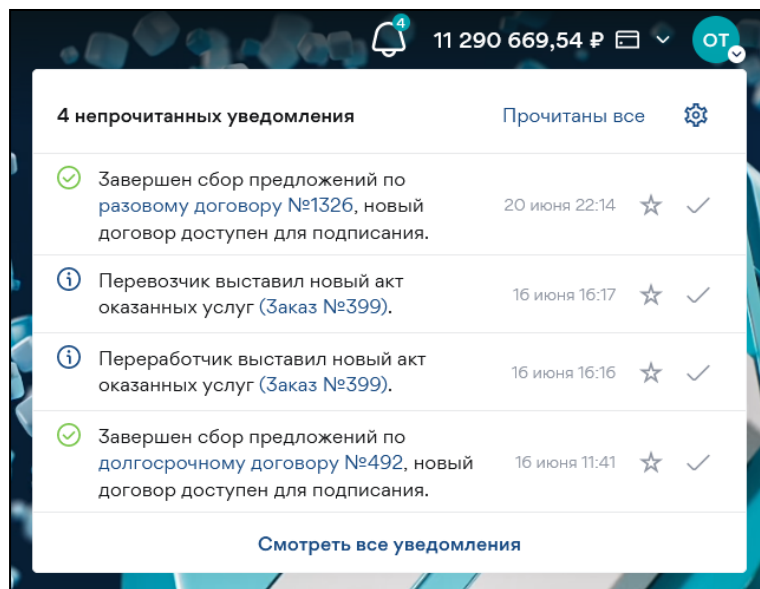 4
11 290 669,54 ₽
ОТ
4 непрочитанных уведомления
Прочитаны все
Завершен сбор предложений по
разовому договору №1326, новый
договор доступен для подписания.
20 июня 22:14
Перевозчик выставил новый акт
оказанных услуг (Заказ №399).
16 июня 16:17
Переработчик выставил новый акт
оказанных услуг (Заказ №399).
16 июня 16:16
Завершен сбор предложений по
долгосрочному договору №492, новый
договор доступен для подписания.
16 июня 11:41
Смотреть все уведомления